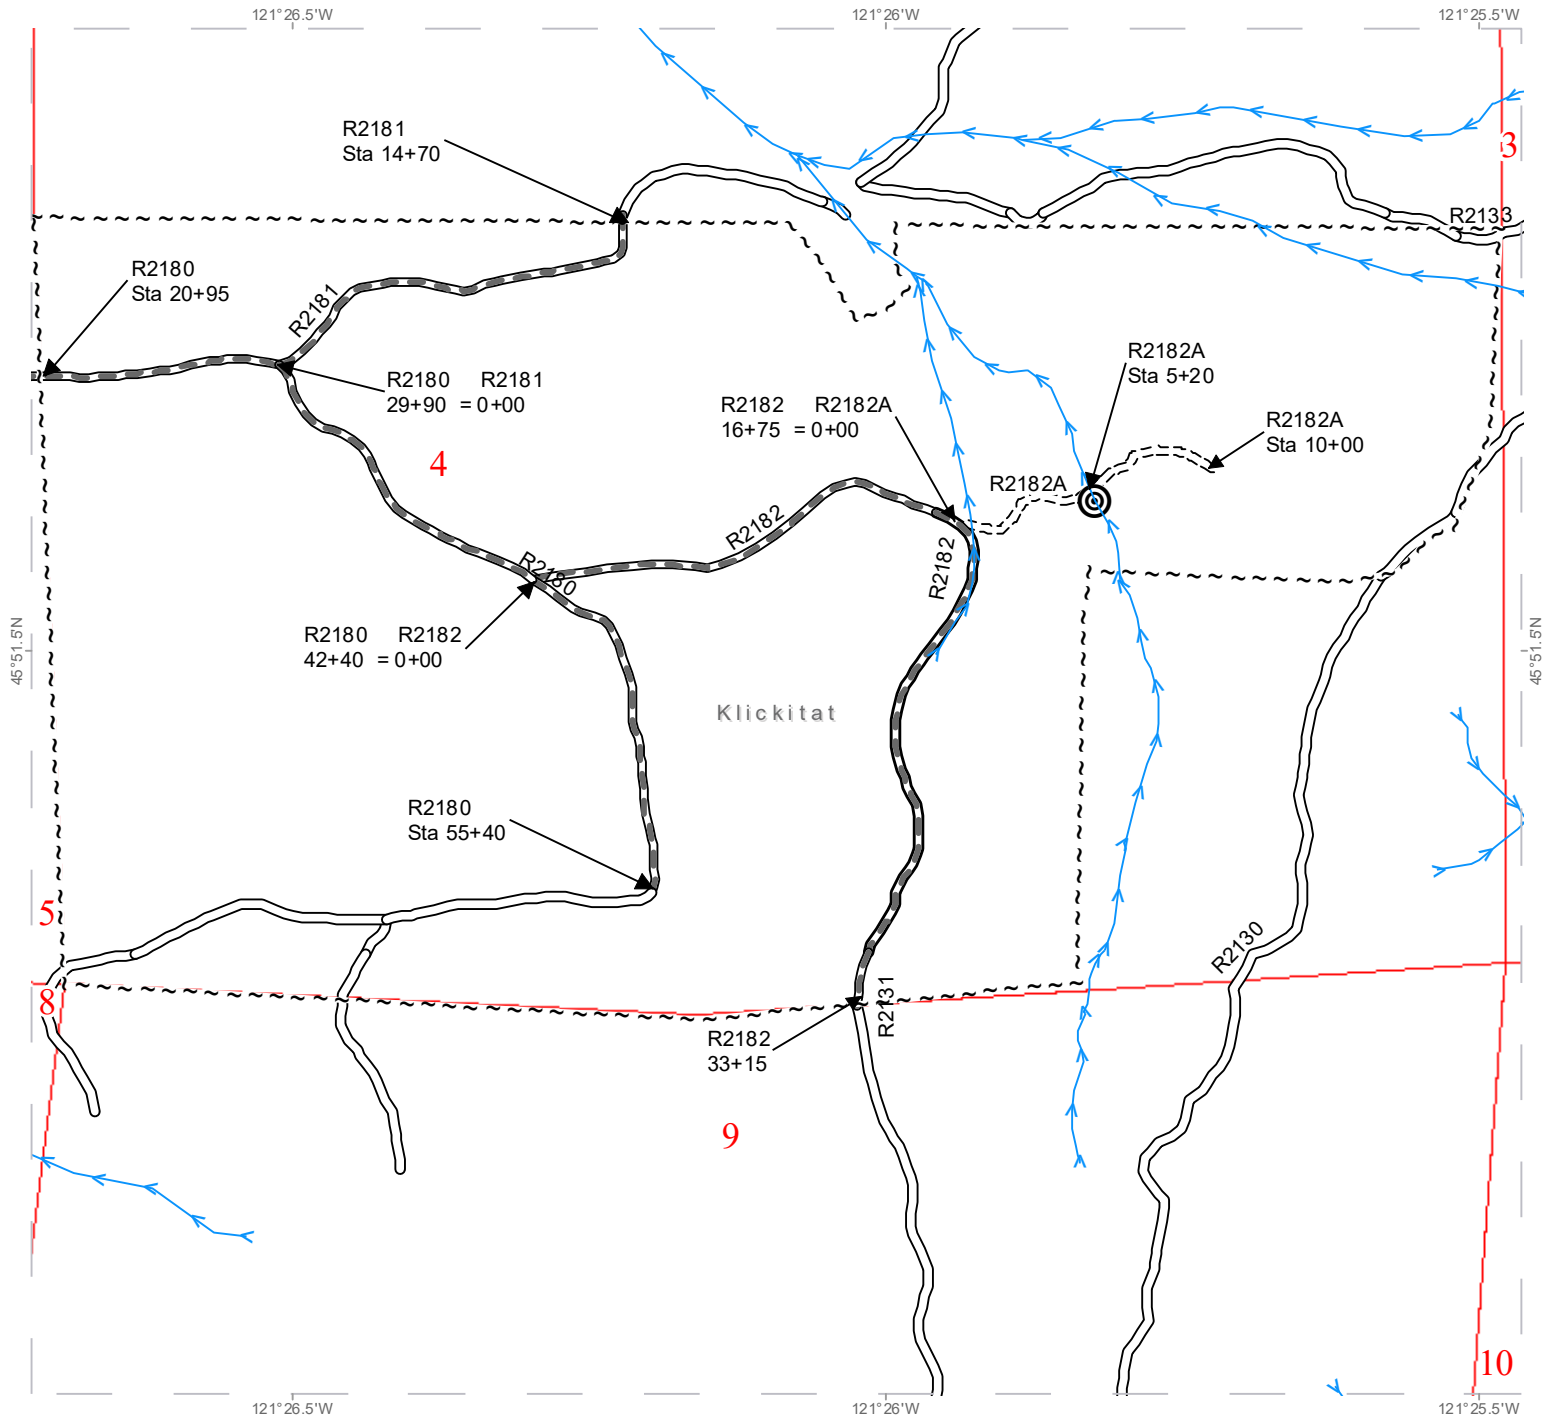 121°26.5'W
121°26'W
121°25.5'W
R2181
Sta 14+70
3
R2133
R2180
Sta 20+95
R2181
R2182A
Sta 5+20
R2180 R2181
29+90 = 0+00
R2182 R2182A
16+75 = 0+00
R2182A
Sta 10+00
4
R2182A
R2182
R2180
R2182
R2180 R2182
42+40 = 0+00
45°51.5'N
45°51.5'N
Klickitat
R2180
Sta 55+40
5
R2130
8
R2131
R2182
33+15
9
10
121°26.5'W
121°26'W
121°25.5'W